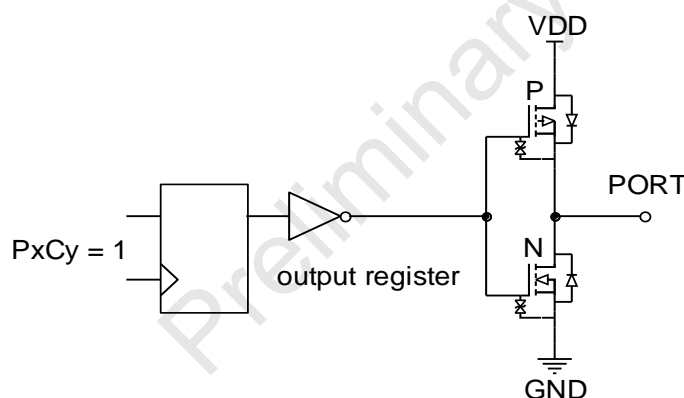 VDD
P
PORT
PxCy = 1
N
output register
GND
Preliminary